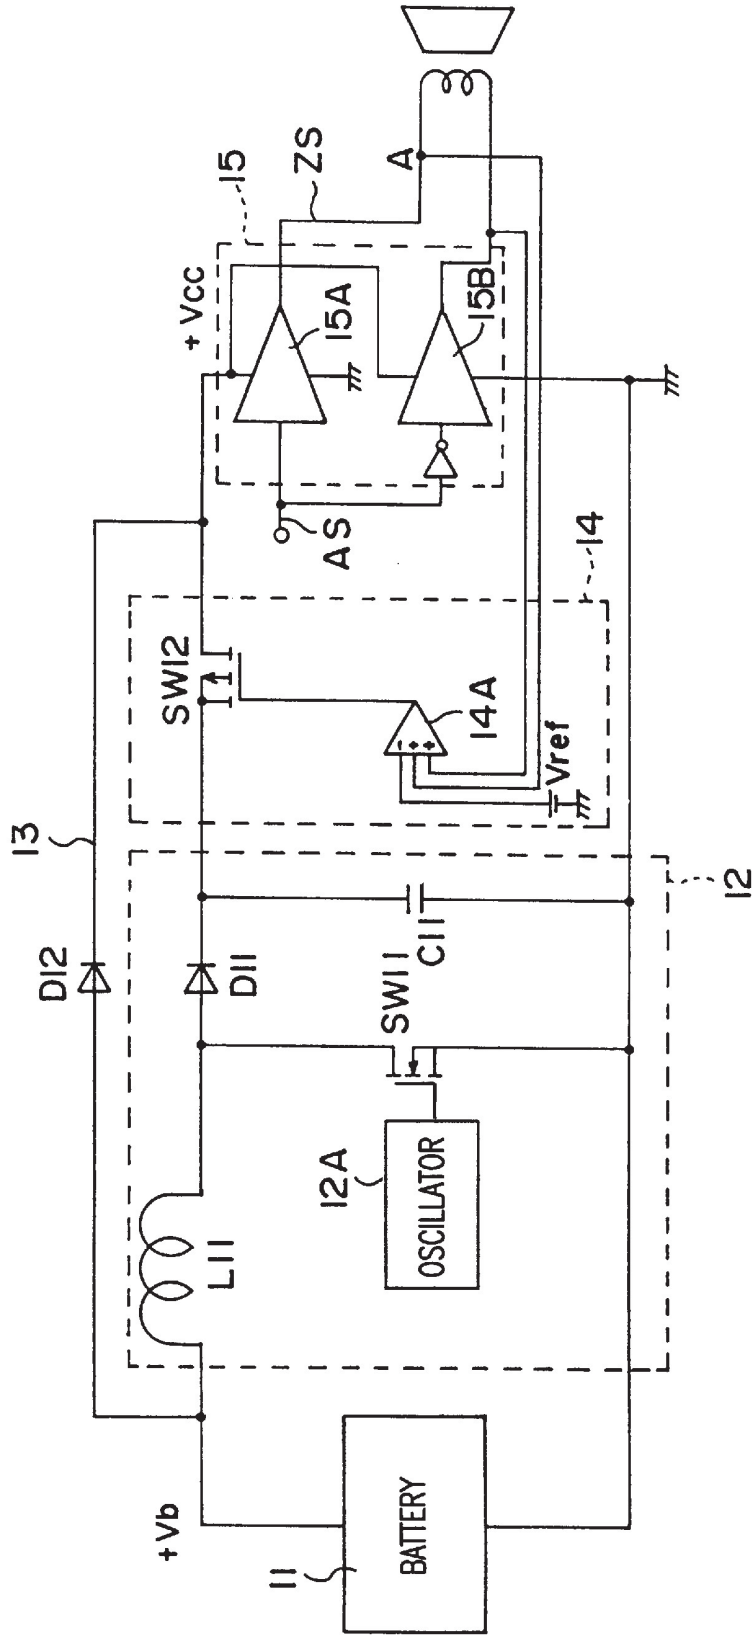 13
D12
+Vb
L11
D11
SW12
+Vcc
15
ZS
A
15A
15B
AS
14
14A
-
+
+
Vref
SW11
C11
12A
OSCILLATOR
12
11
BATTERY